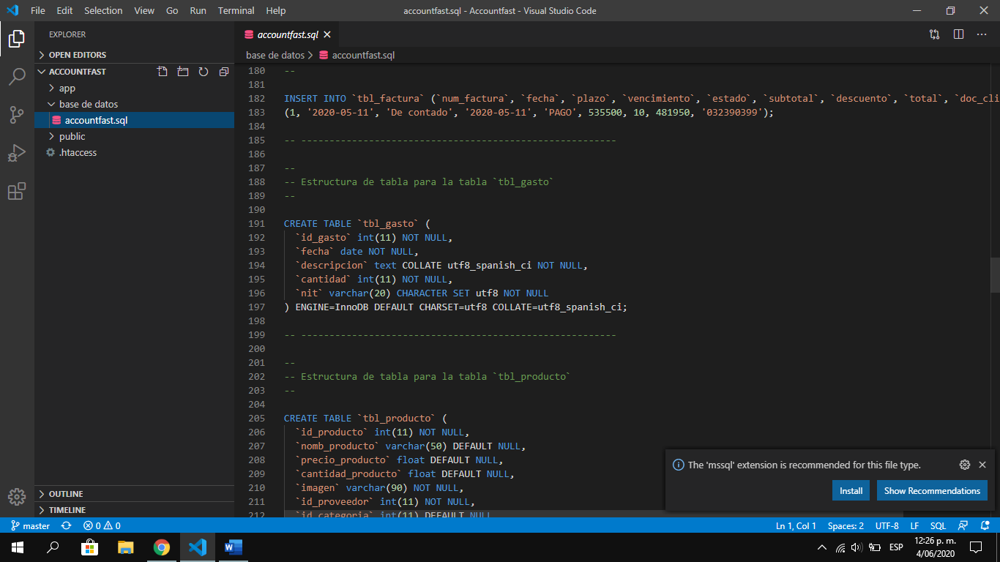 File Edit Selection View Go Run Terminal Help
accountfast.sql - Accountfast - Visual Studio Code
EXPLORER
OPEN EDITORS
ACCOUNTFAST
app
base de datos
accountfast.sql
public
.htaccess
OUTLINE
TIMELINE
accountfast.sql
base de datos > accountfast.sql
180 --
181
182 INSERT INTO `tbl_factura` (`num_factura`, `fecha`, `plazo`, `vencimiento`, `estado`, `subtotal`, `descuento`, `total`, `doc_cli
183 (1, '2020-05-11', 'De contado', '2020-05-11', 'PAGO', 535500, 10, 481950, '032390399');
184
185 -- --------------------------------------------------------
186
187 --
188 -- Estructura de tabla para la tabla `tbl_gasto`
189 --
190
191 CREATE TABLE `tbl_gasto` (
192 `id_gasto` int(11) NOT NULL,
193 `fecha` date NOT NULL,
194 `descripcion` text COLLATE utf8_spanish_ci NOT NULL,
195 `cantidad` int(11) NOT NULL,
196 `nit` varchar(20) CHARACTER SET utf8 NOT NULL
197 ) ENGINE=InnoDB DEFAULT CHARSET=utf8 COLLATE=utf8_spanish_ci;
198
199 -- --------------------------------------------------------
200
201 --
202 -- Estructura de tabla para la tabla `tbl_producto`
203 --
204
205 CREATE TABLE `tbl_producto` (
206 `id_producto` int(11) NOT NULL,
207 `nomb_producto` varchar(50) DEFAULT NULL,
208 `precio_producto` float DEFAULT NULL,
209 `cantidad_producto` float DEFAULT NULL,
210 `imagen` varchar(90) NOT NULL,
211 `id_proveedor` int(11) NOT NULL,
212 `id_categoria` int(11) DEFAULT NULL
The 'mssql' extension is recommended for this file type.
Install
Show Recommendations
master 0 0
Ln 1, Col 1 Spaces: 2 UTF-8 LF SQL
ESP
12:26 p. m.
4/06/2020